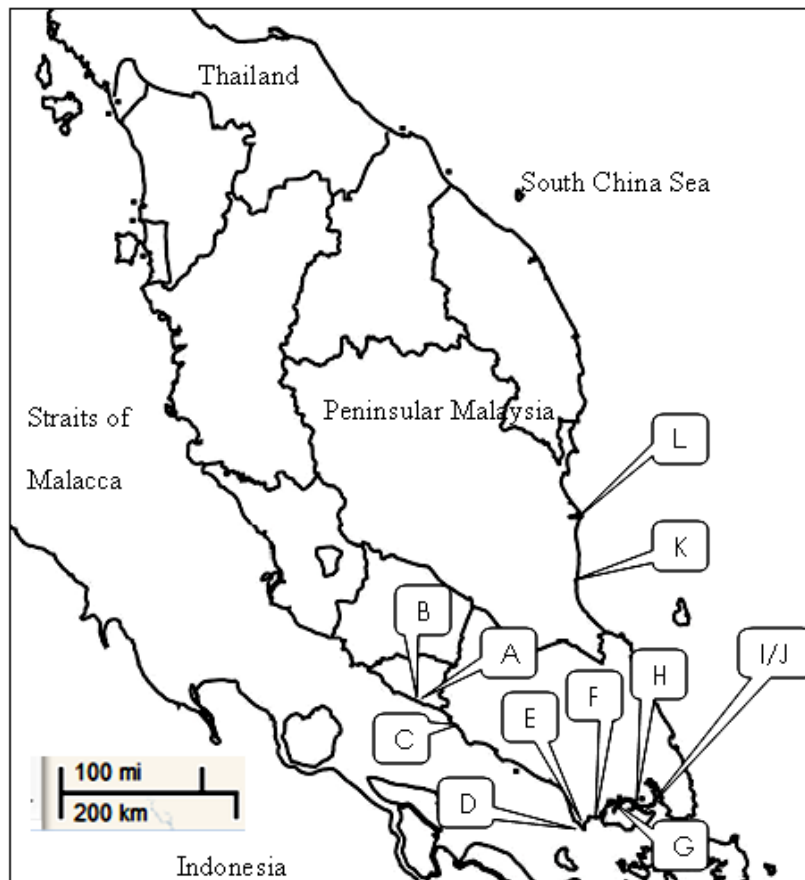 Thailand
South China Sea
Straits of
Malacca
Peninsular Malaysia
L
K
B
A
I/J
H
F
E
C
D
G
100 mi
200 km
Indonesia